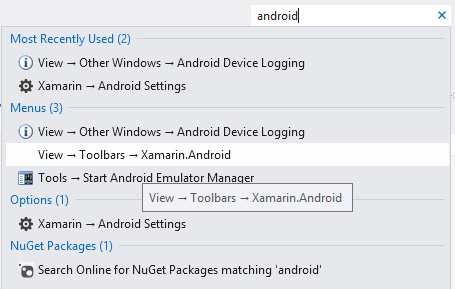 android
Most Recently Used (2)
View → Other Windows → Android Device Logging
Xamarin → Android Settings
Menus (3)
View → Other Windows → Android Device Logging
View → Toolbars → Xamarin.Android
Tools → Start Android Emulator Manager
View → Toolbars → Xamarin.Android
Options (1)
Xamarin → Android Settings
NuGet Packages (1)
Search Online for NuGet Packages matching 'android'